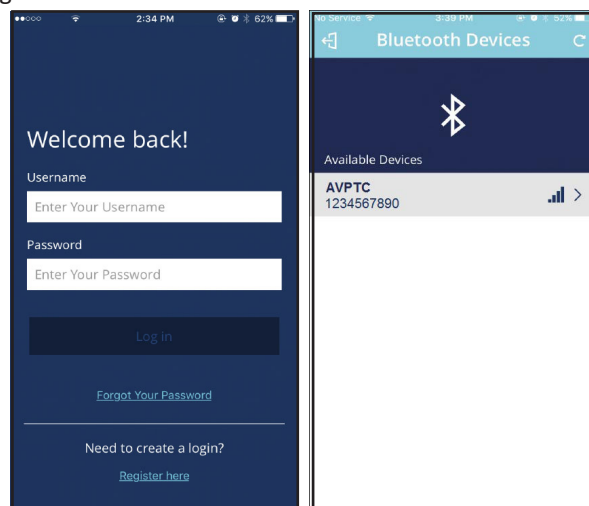 g
2:34 PM
62%
Welcome back!
Username
Enter Your Username
Password
Enter Your Password
Log in
Forgot Your Password
Need to create a login?
Register here
No Service
3:39 PM
52%
Bluetooth Devices
Available Devices
AVPTC
1234567890